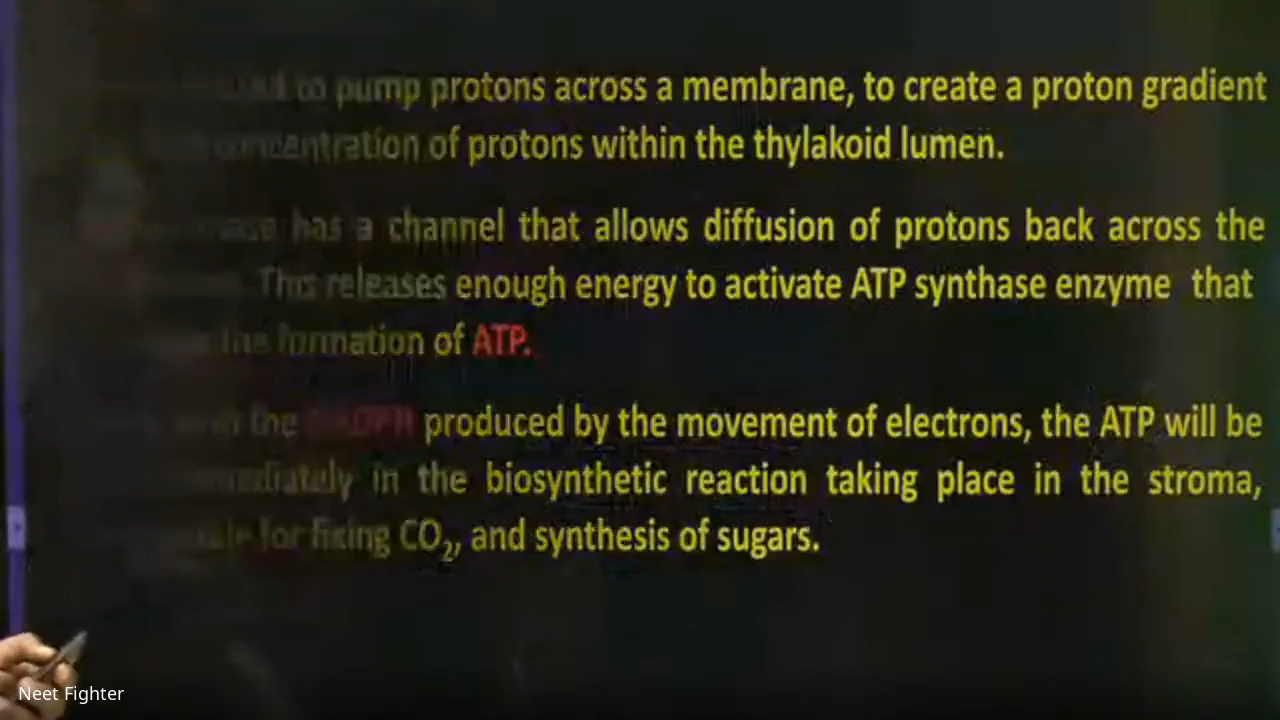 to pump protons across a membrane, to create a proton gradient
concentration of protons within the thylakoid lumen.
has a channel that allows diffusion of protons back across the
This releases enough energy to activate ATP synthase enzyme that
the formation of ATP.
the NADPH produced by the movement of electrons, the ATP will be
immediately in the biosynthetic reaction taking place in the stroma,
for fixing CO₂, and synthesis of sugars.
Neet Fighter